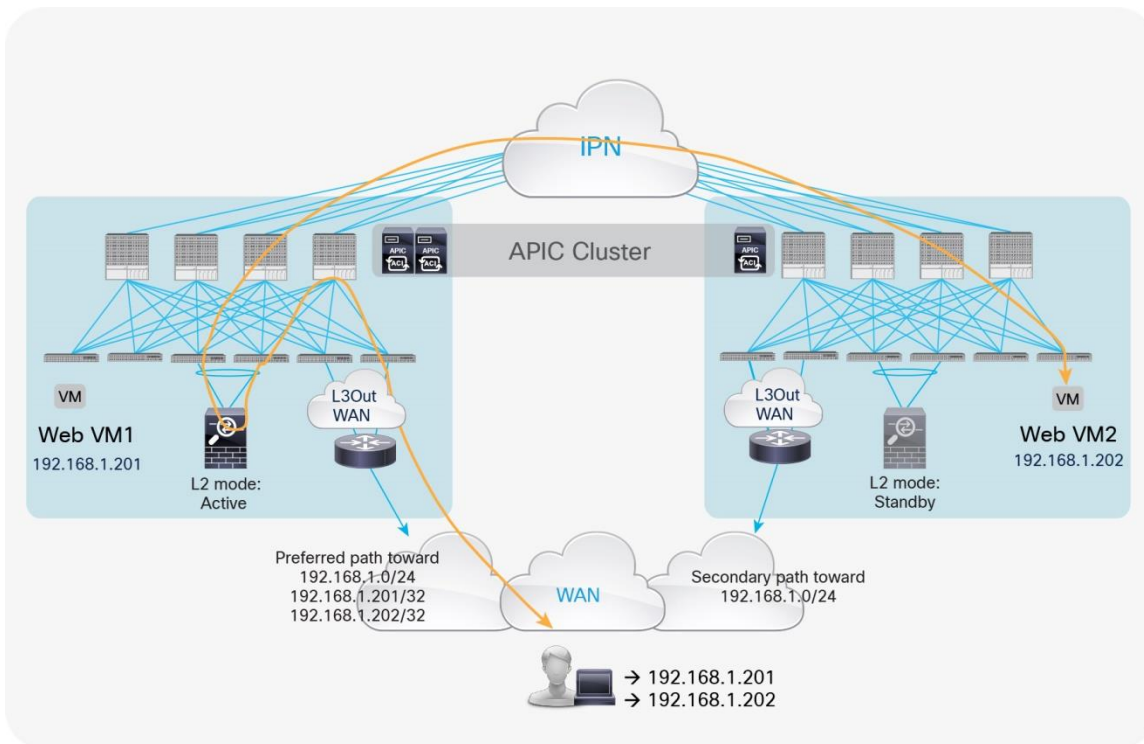 IPN
APIC Cluster
APIC
ACI
APIC
ACI
APIC
ACI
VM
Web VM1
192.168.1.201
L2 mode:
Active
L3Out
WAN
L3Out
WAN
L2 mode:
Standby
VM
Web VM2
192.168.1.202
Preferred path toward
192.168.1.0/24
192.168.1.201/32
192.168.1.202/32
WAN
Secondary path toward
192.168.1.0/24
→ 192.168.1.201
→ 192.168.1.202